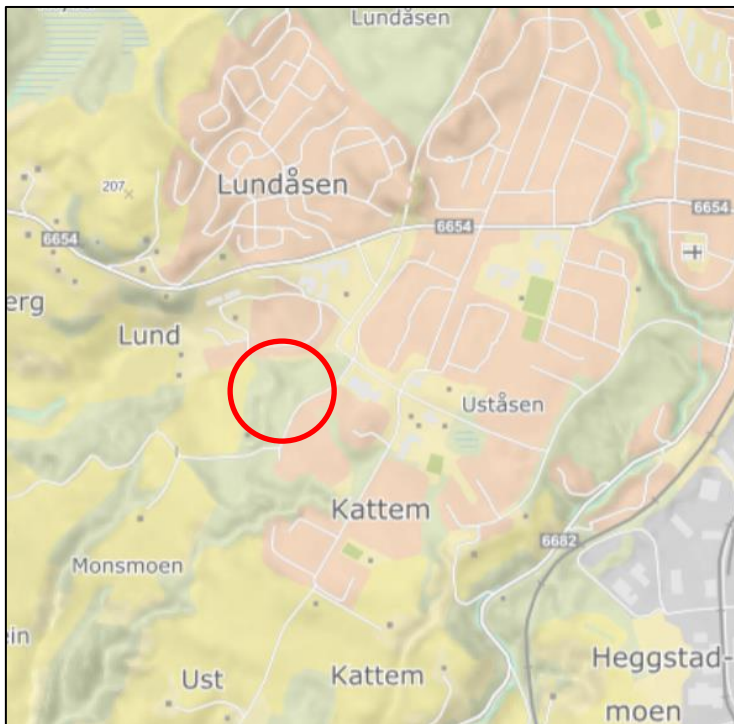 Lundåsen
207
Lundåsen
6654
6654
6654
erg
Lund
Uståsen
Kattem
6682
Monsmoen
ein
Ust
Kattem
Heggstad-
moen